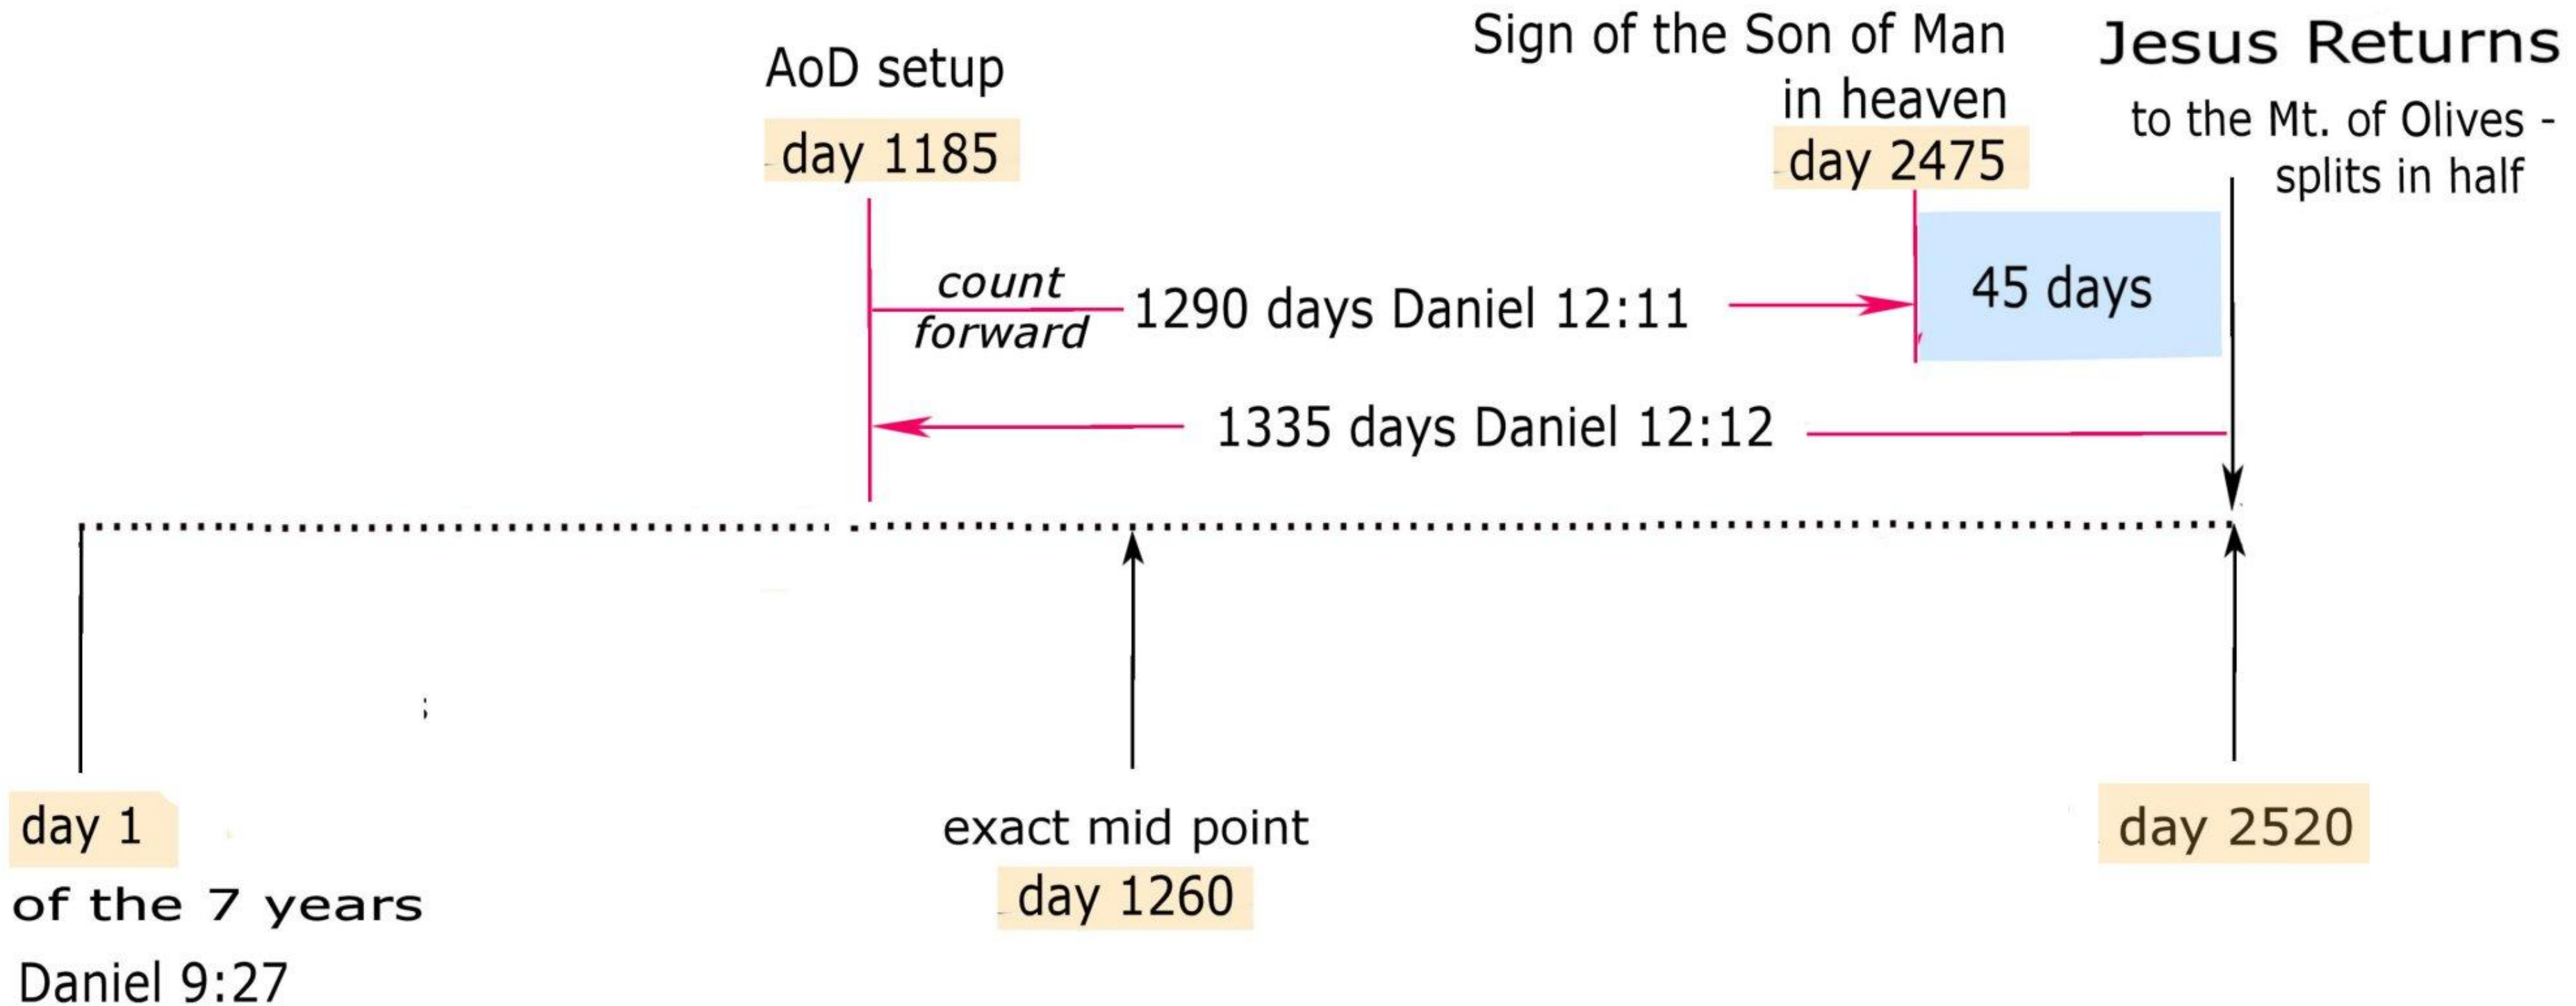 AoD setup
day 1185
Sign of the Son of Man
in heaven
day 2475
Jesus Returns
to the Mt. of Olives -
splits in half
count
forward
1290 days Daniel 12:11
45 days
1335 days Daniel 12:12
day 1
of the 7 years
Daniel 9:27
exact mid point
day 1260
day 2520